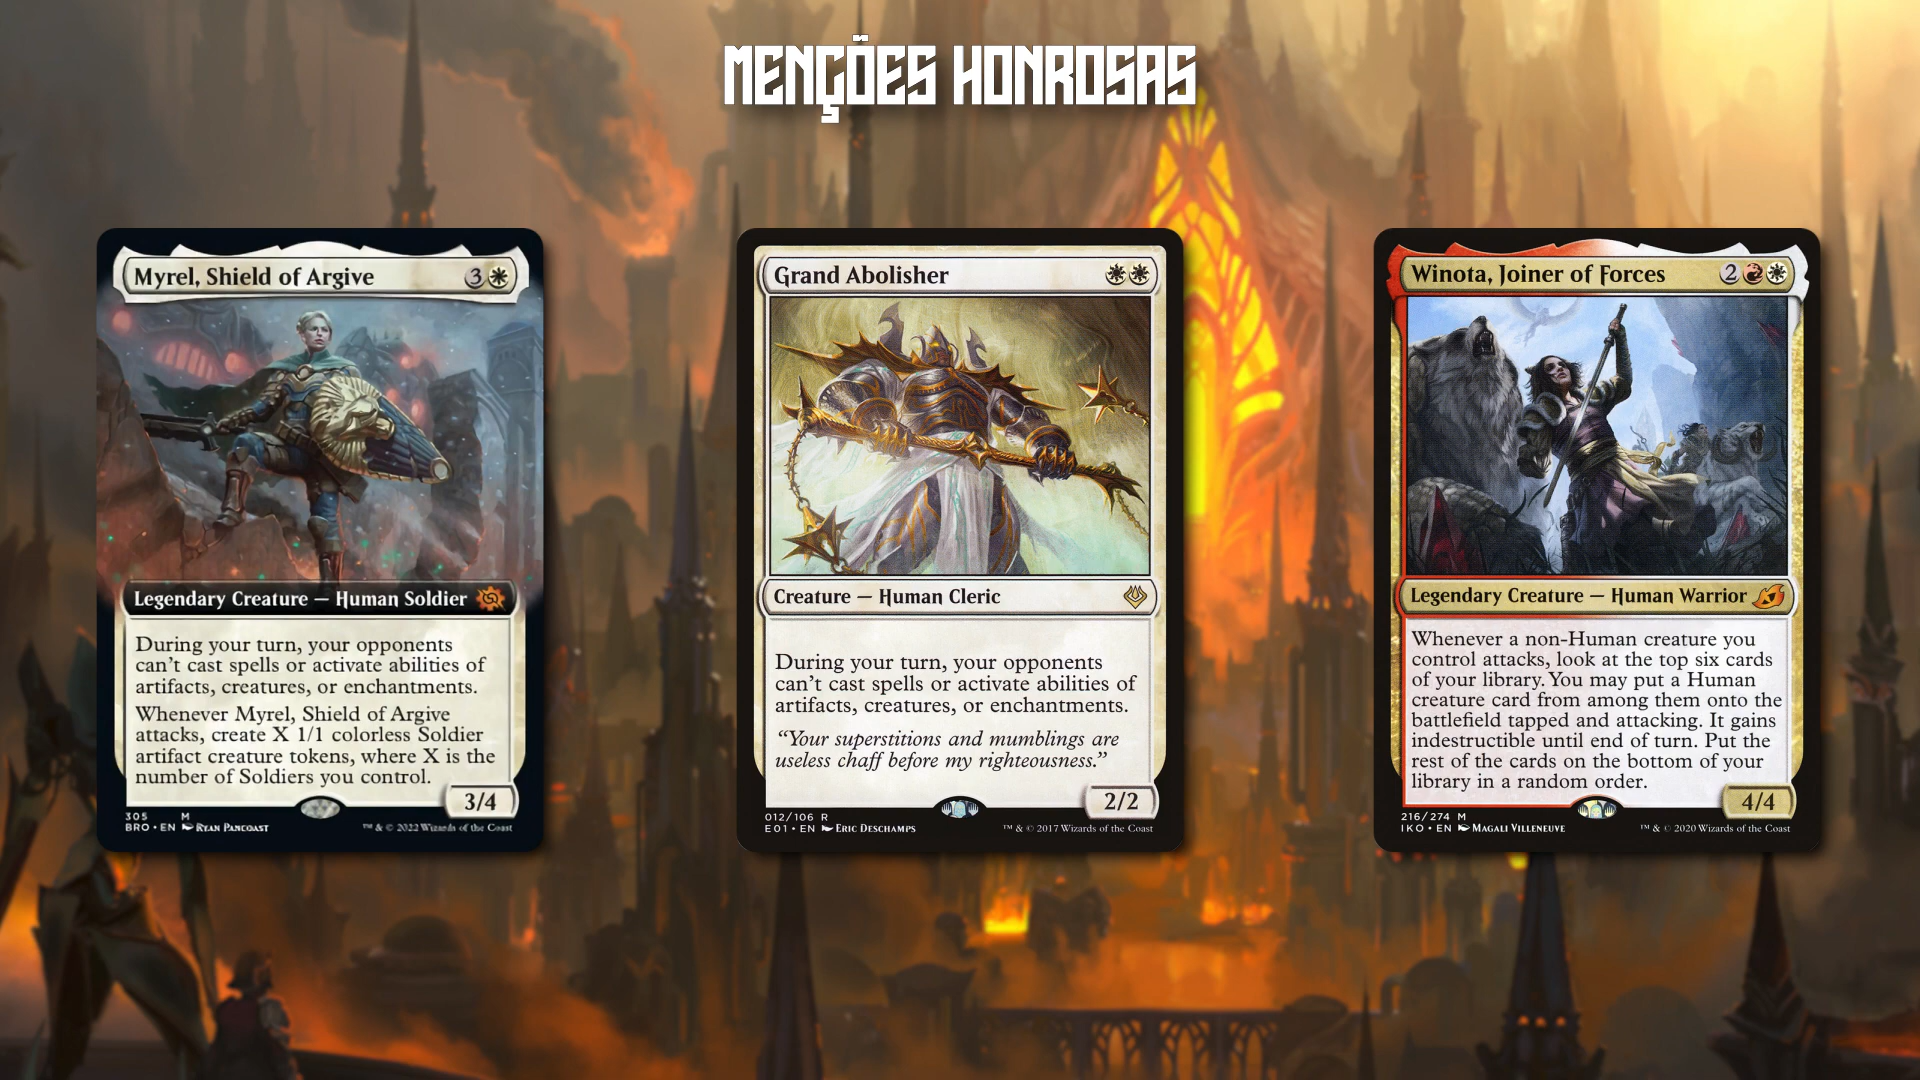 MENÇÕES HONROSAS
Myrel, Shield of Argive 3
Legendary Creature — Human Soldier
During your turn, your opponents
can't cast spells or activate abilities of
artifacts, creatures, or enchantments.
Whenever Myrel, Shield of Argive
attacks, create X 1/1 colorless Soldier
artifact creature tokens, where X is the
number of Soldiers you control.
3/4
305 M
BRO • EN Ryan Pancoast
™ & © 2022 Wizards of the Coast
Grand Abolisher
Creature — Human Cleric
During your turn, your opponents
can't cast spells or activate abilities of
artifacts, creatures, or enchantments.
“Your superstitions and mumblings are
useless chaff before my righteousness.”
2/2
012/106 R
E01 • EN Eric Deschamps
™ & © 2017 Wizards of the Coast
Winota, Joiner of Forces 2
Legendary Creature — Human Warrior
Whenever a non-Human creature you
control attacks, look at the top six cards
of your library. You may put a Human
creature card from among them onto the
battlefield tapped and attacking. It gains
indestructible until end of turn. Put the
rest of the cards on the bottom of your
library in a random order.
4/4
216/274 M
IKO • EN Magali Villeneuve
™ & © 2020 Wizards of the Coast